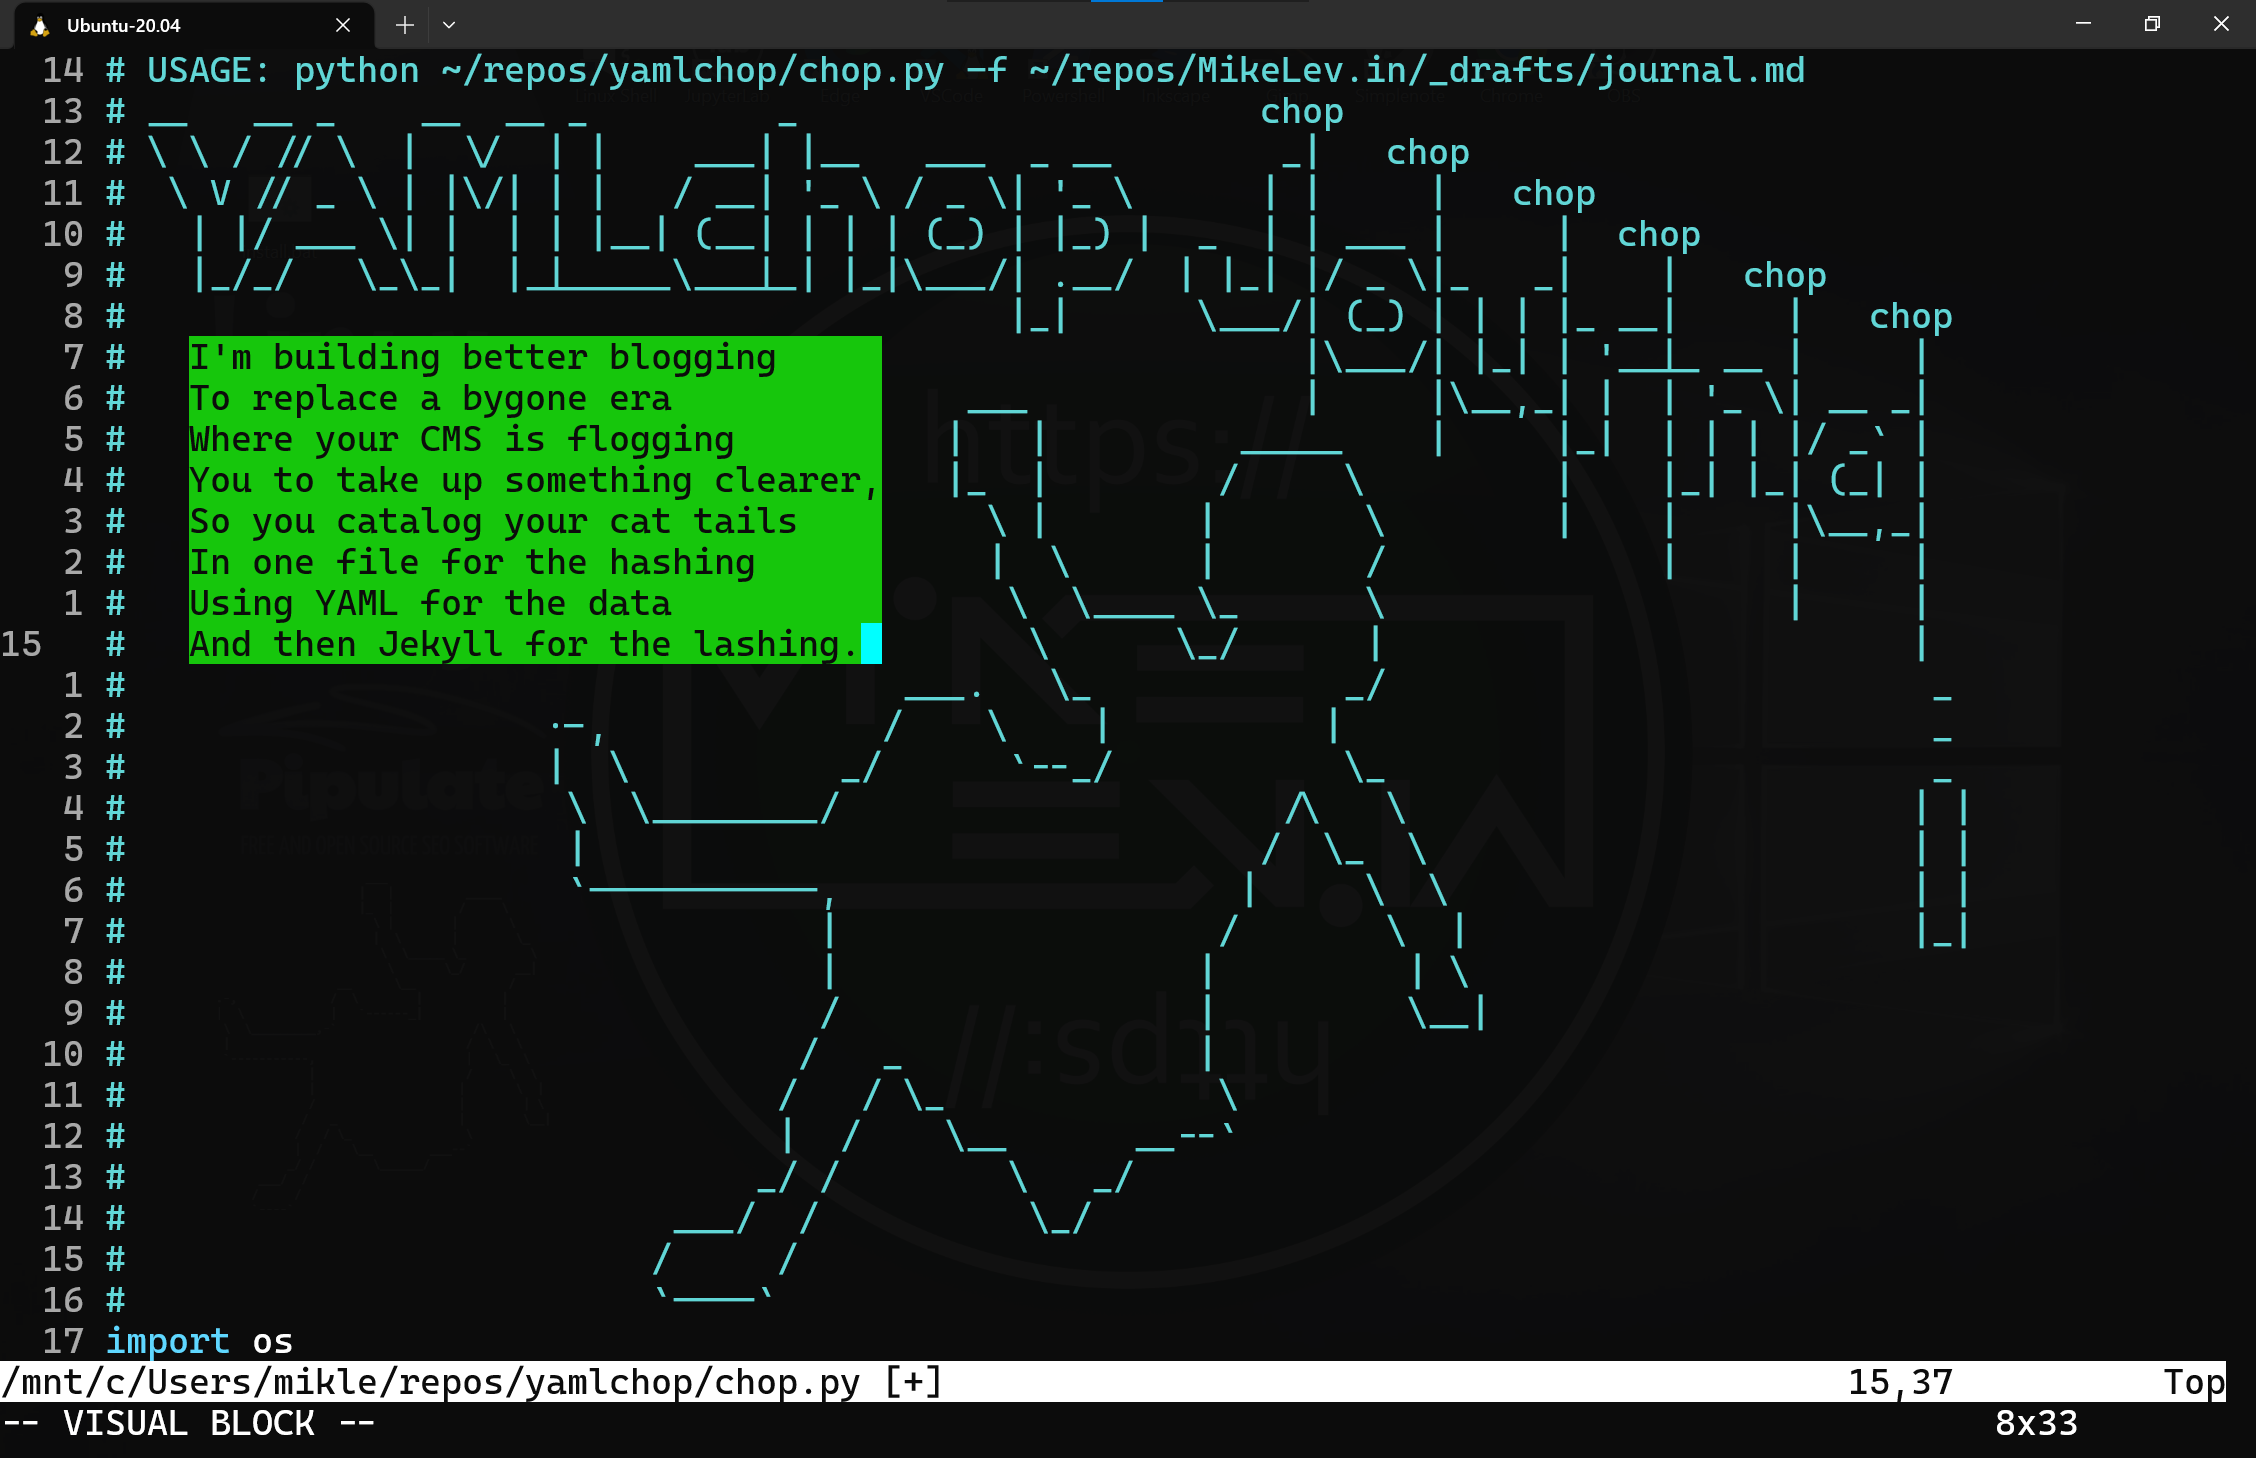 Ubuntu-20.04
14 # USAGE: python ~/repos/yamlchop/chop.py -f ~/repos/MikeLev.in/_drafts/journal.md
13 # chop
12 # chop
11 # chop
10 # chop
9 # chop
8 # chop
YAMLchop Journal
7 # I'm building better blogging
6 # To replace a bygone era
5 # Where your CMS is flogging
4 # You to take up something clearer,
3 # So you catalog your cat tails
2 # In one file for the hashing
1 # Using YAML for the data
15 # And then Jekyll for the lashing.
1 #
2 #
3 #
4 #
5 #
6 #
7 #
8 #
9 #
10 #
11 #
12 #
13 #
14 #
15 #
16 #
17 import os
/mnt/c/Users/mikle/repos/yamlchop/chop.py [+] 15,37 Top
-- VISUAL BLOCK -- 8x33
https://
Pipulate
https://